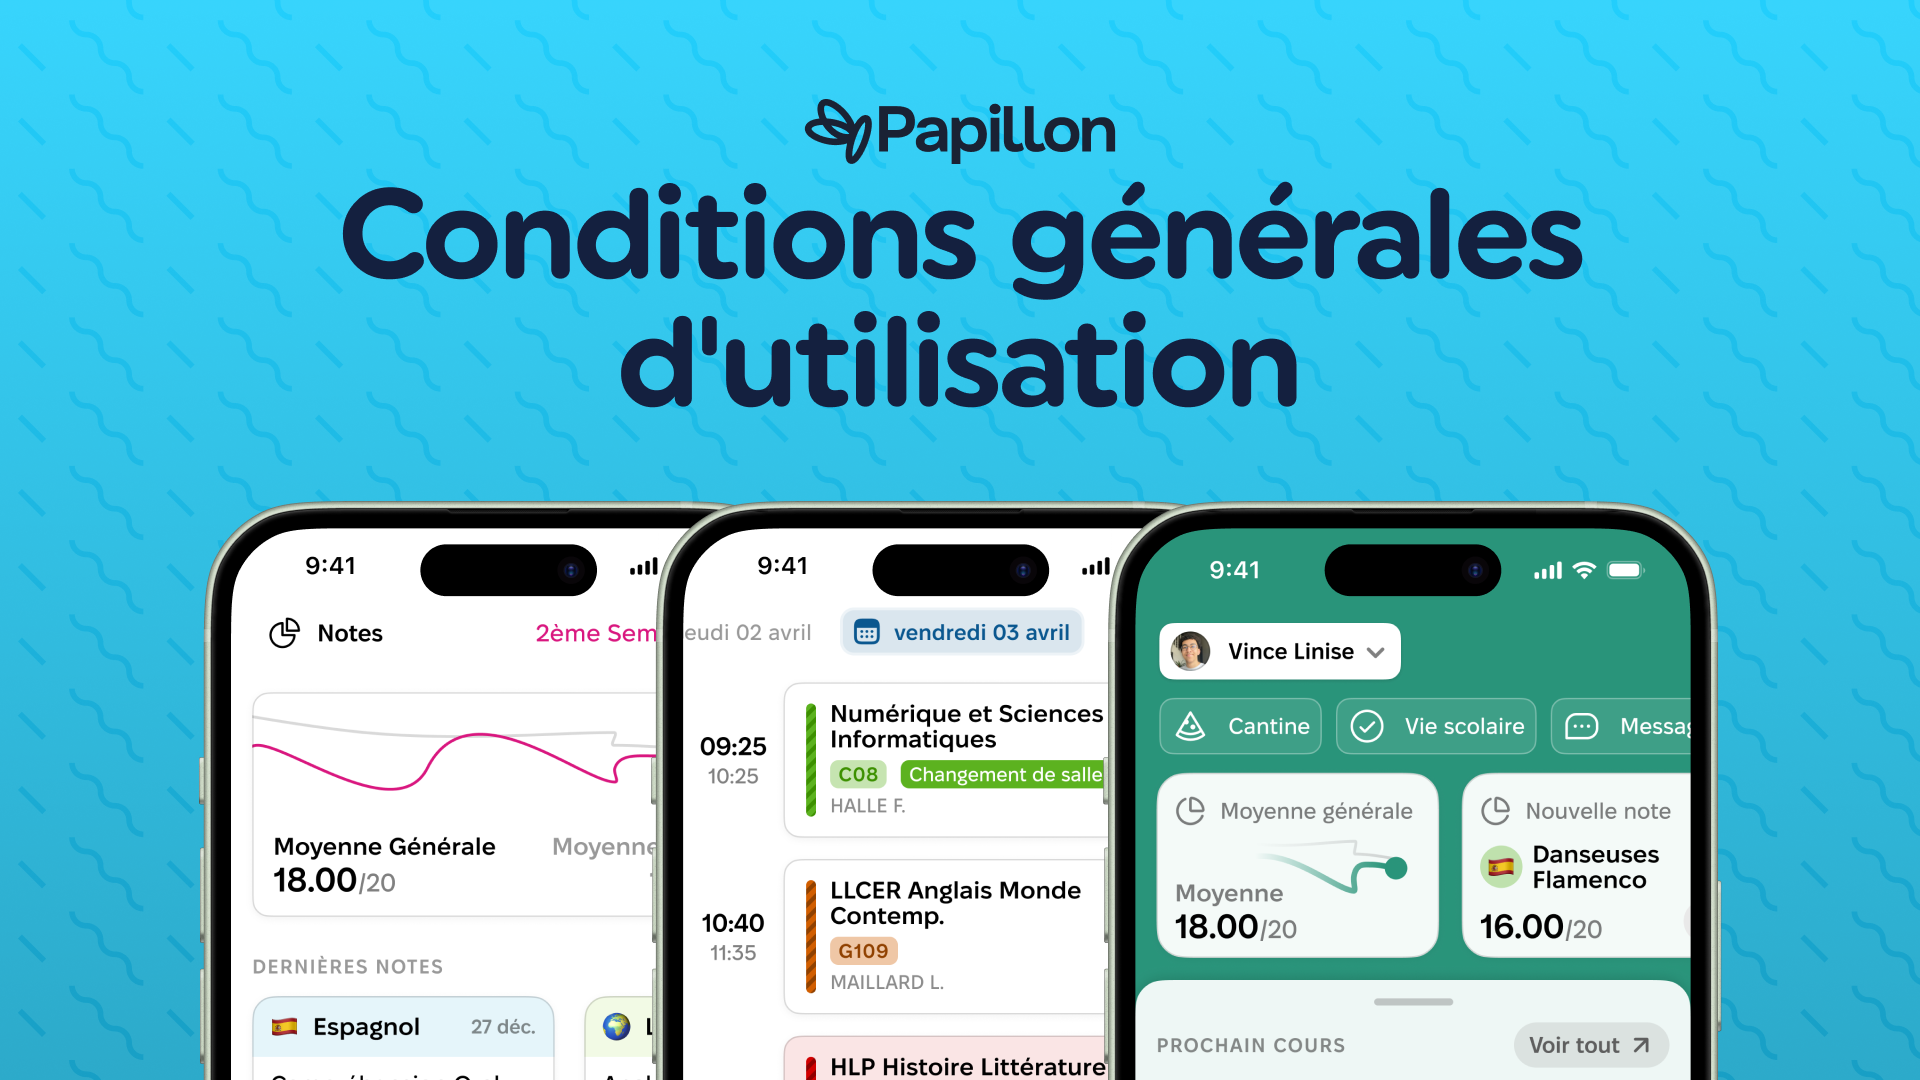 Papillon
Conditions générales
d'utilisation
9:41
Notes
2ème Sem
Moyenne Générale
Moyenne
18.00/20
DERNIÈRES NOTES
Espagnol
27 déc.
9:41
eudi 02 avril
vendredi 03 avril
09:25
10:25
Numérique et Sciences
Informatiques
C08
Changement de salle
HALLE F.
10:40
11:35
LLCER Anglais Monde
Contemp.
G109
MAILLARD L.
HLP Histoire Littérature
9:41
Vince Linise
Cantine
Vie scolaire
Messag
Moyenne générale
Moyenne
18.00/20
Nouvelle note
Danseuses
Flamenco
16.00/20
PROCHAIN COURS
Voir tout